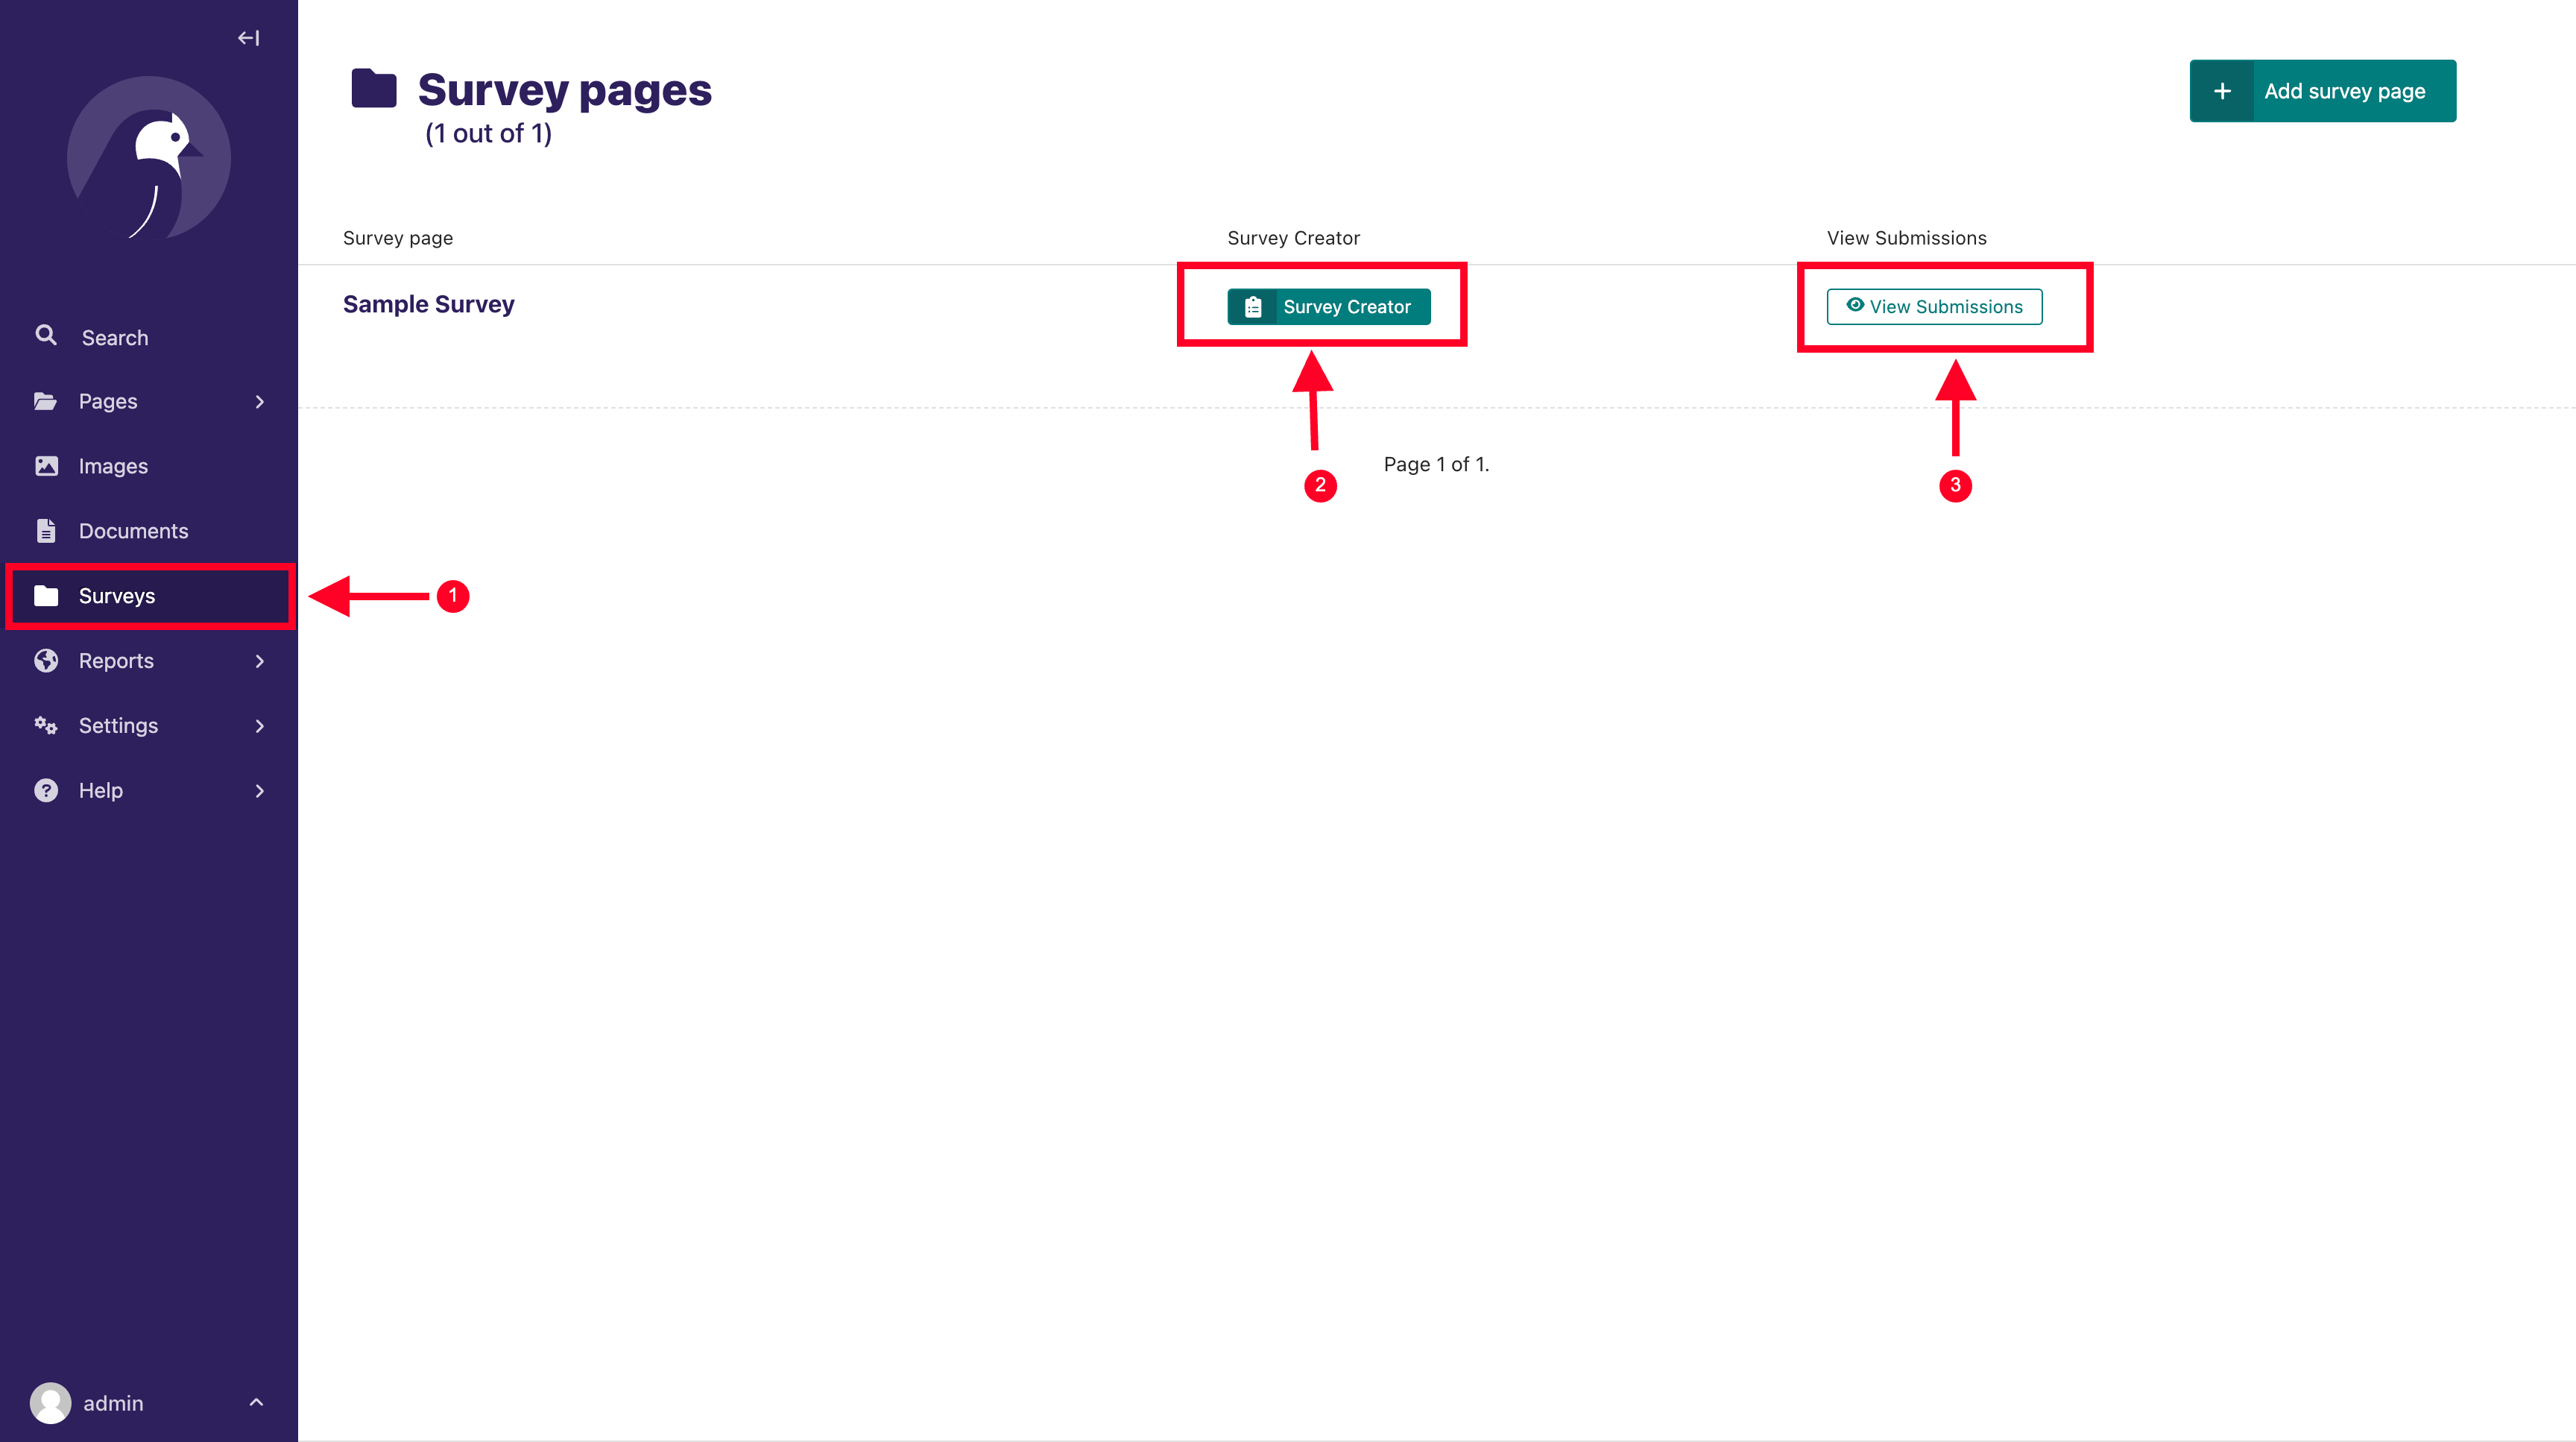 Search
Pages
Images
Documents
Surveys
Reports
Settings
Help
admin
Survey pages
(1 out of 1)
Add survey page
Survey page
Survey Creator
View Submissions
Sample Survey
Survey Creator
View Submissions
Page 1 of 1.
1
2
3